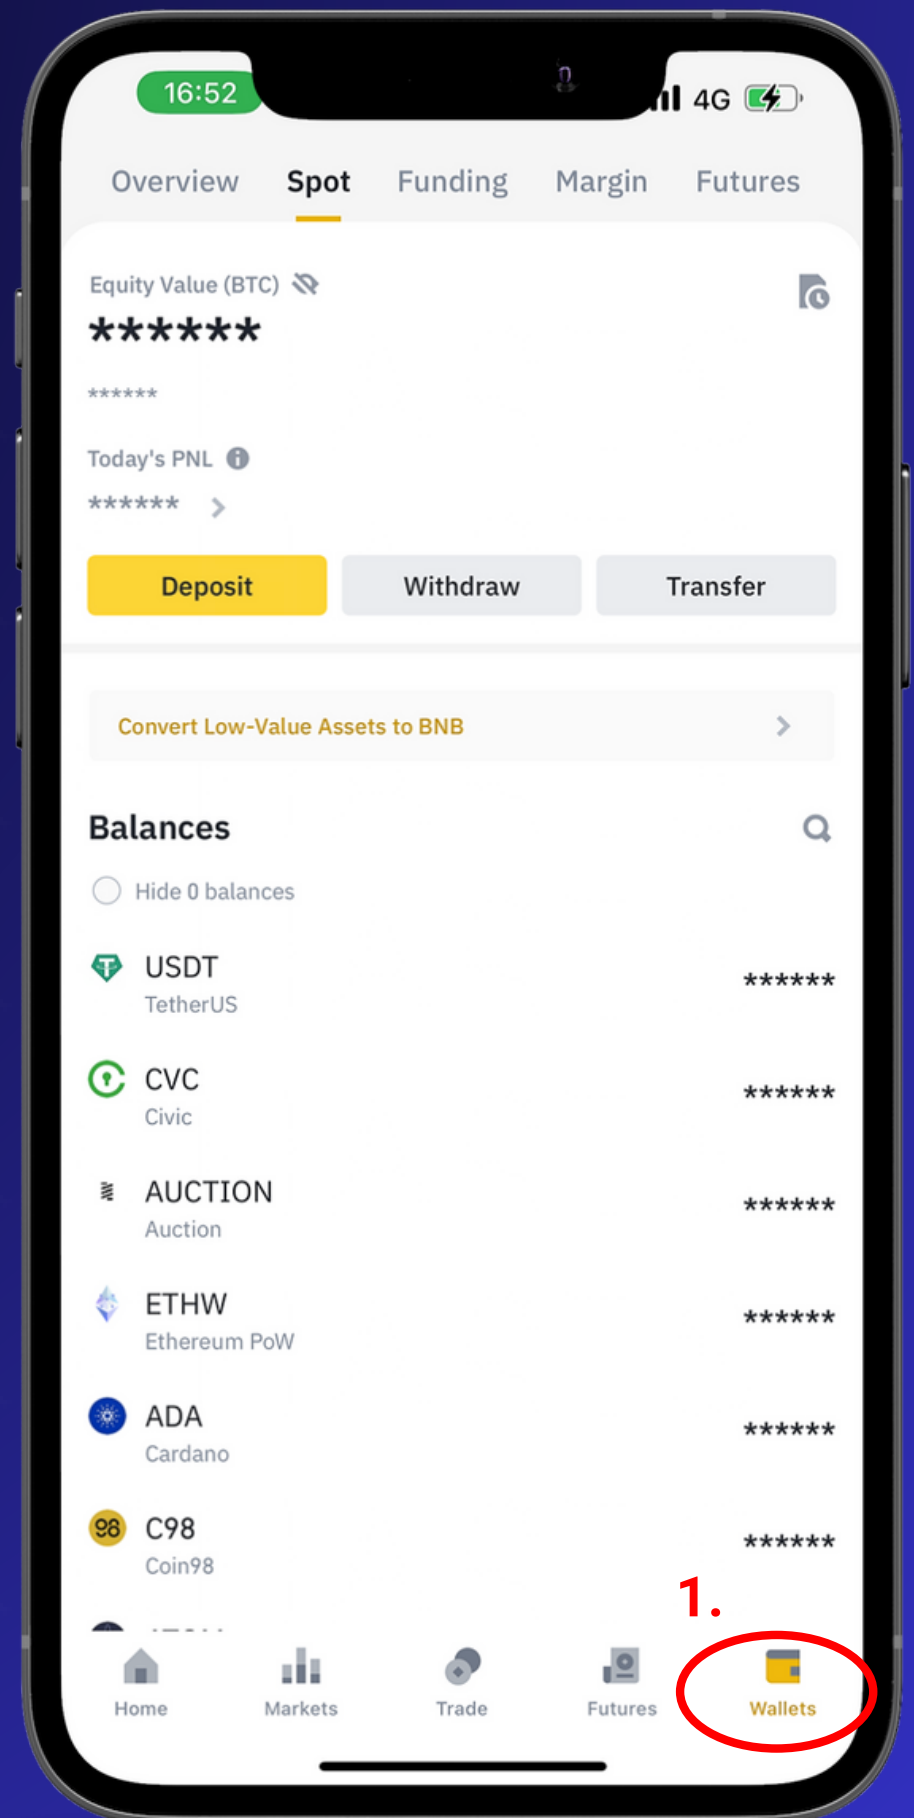 16:52
4G
Overview Spot Funding Margin Futures
Equity Value (BTC)
******
******
Today's PNL
******
Deposit Withdraw Transfer
Convert Low-Value Assets to BNB
Balances
Hide 0 balances
USDT
TetherUS
******
CVC
Civic
******
AUCTION
Auction
******
ETHW
Ethereum PoW
******
ADA
Cardano
******
98
C98
Coin98
******
1.
Home Markets Trade Futures Wallets